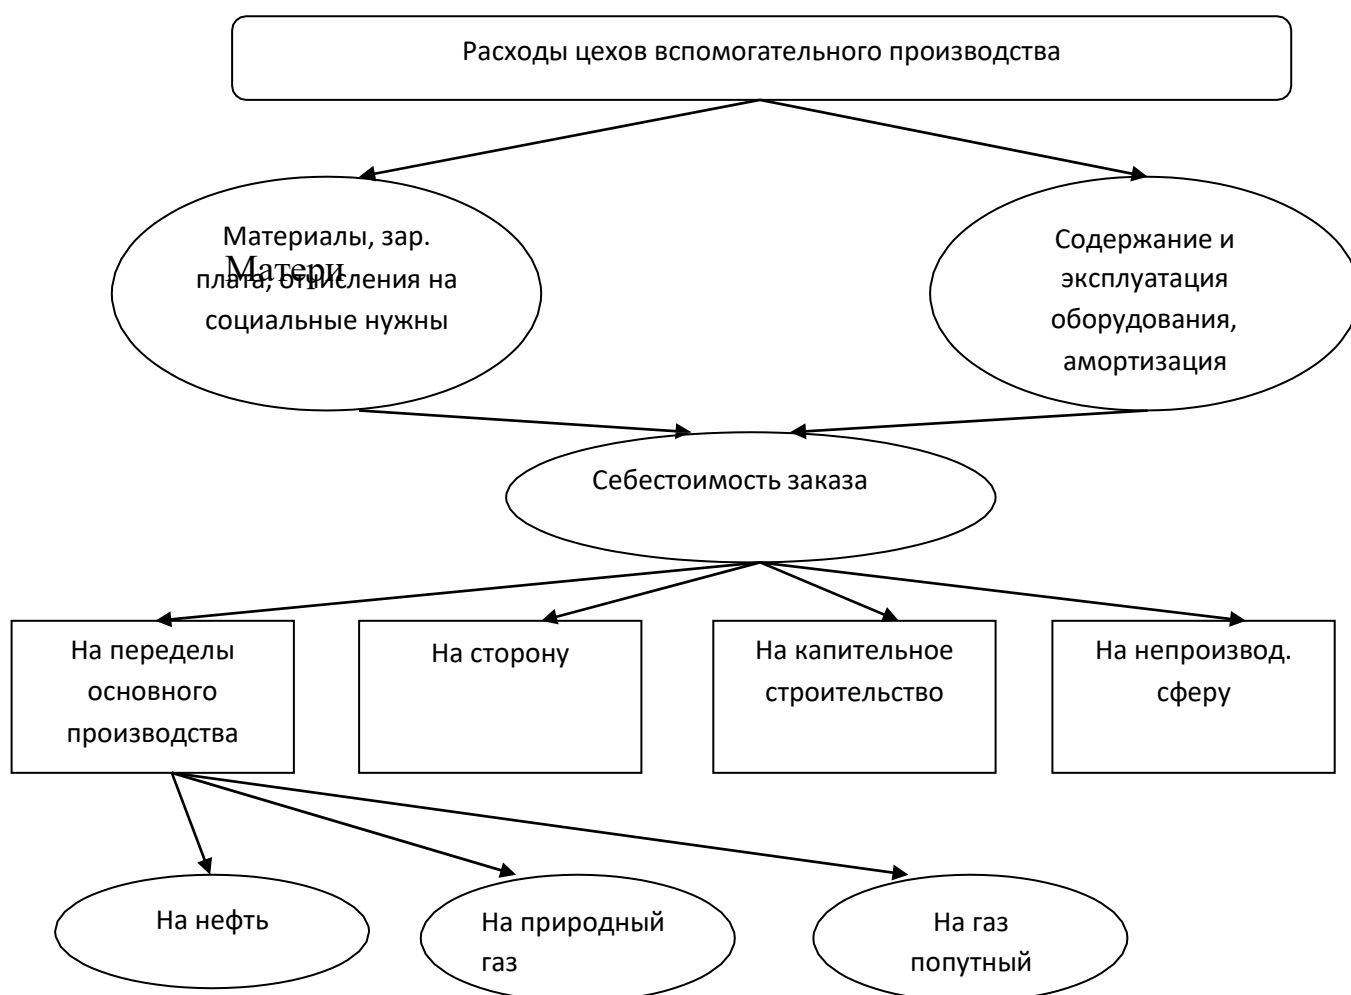 Расходы цехов вспомогательного производства
Материалы, зар.
Матери
плата, отчисления на
социальные нужны
Содержание и
эксплуатация
оборудования,
амортизация
Себестоимость заказа
На переделы
основного
производства
На сторону
На капительное
строительство
На непроизвод.
сферу
На нефть
На природный
газ
На газ
попутный